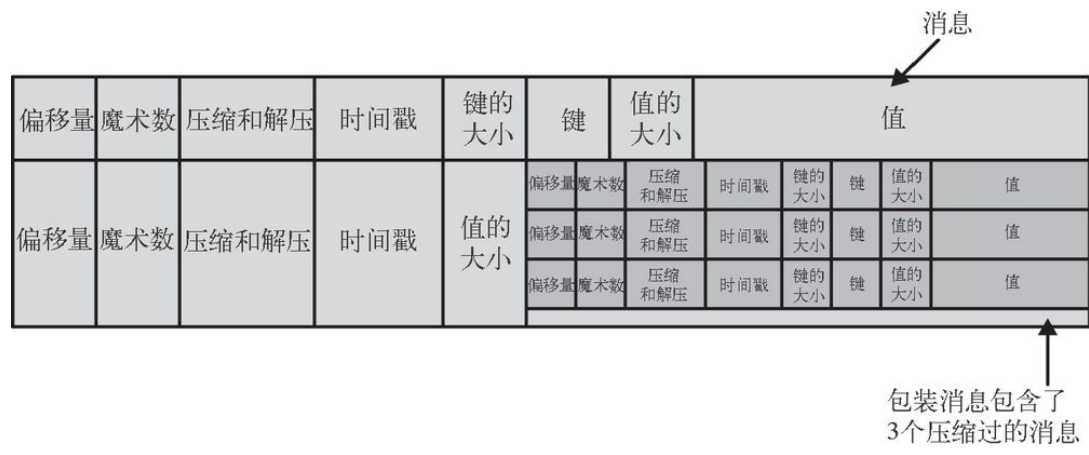 消息
偏移量 魔术数 压缩和解压 时间戳 键的大小 键 值的大小 值
偏移量 魔术数 压缩和解压 时间戳 值的大小
偏移量 魔术数 压缩和解压 时间戳 键的大小 键 值的大小 值
偏移量 魔术数 压缩和解压 时间戳 键的大小 键 值的大小 值
偏移量 魔术数 压缩和解压 时间戳 键的大小 键 值的大小 值
包装消息包含了
3个压缩过的消息